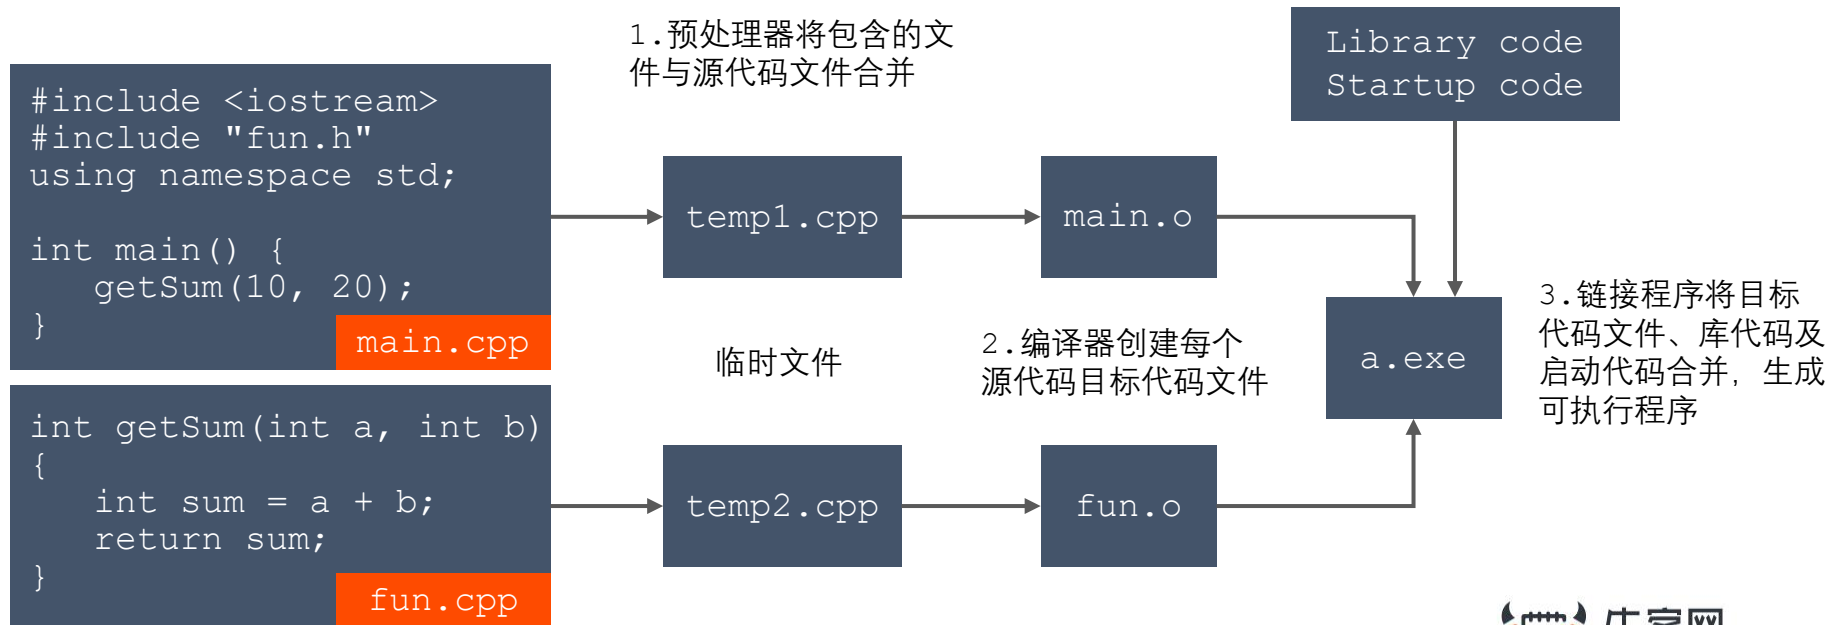 1.预处理器将包含的文
件与源代码文件合并
Library code
Startup code
#include <iostream>
#include "fun.h"
using namespace std;
int main() {
getSum(10, 20);
}
main.cpp
temp1.cpp
main.o
临时文件
2.编译器创建每个
源代码目标代码文件
a.exe
3.链接程序将目标
代码文件、库代码及
启动代码合并, 生成
可执行程序
int getSum(int a, int b)
{
int sum = a + b;
return sum;
}
fun.cpp
temp2.cpp
fun.o
牛客网